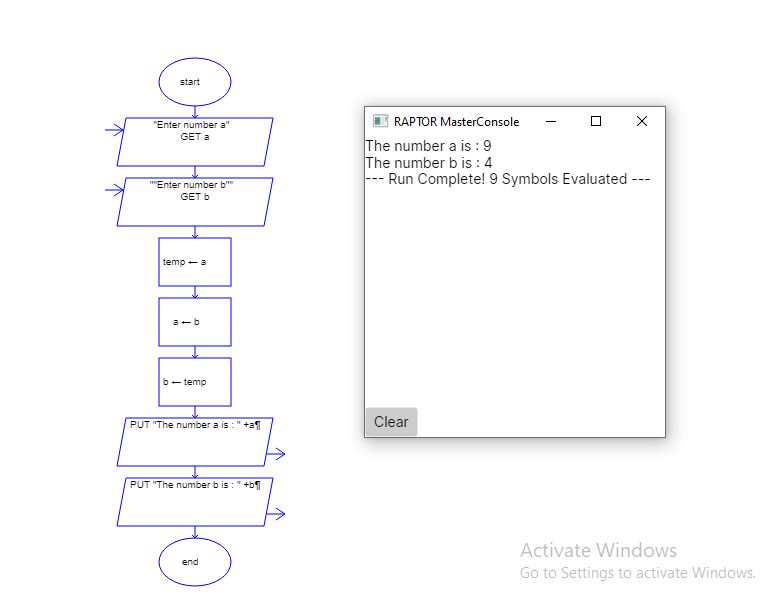 start
"Enter number a"
GET a
""Enter number b""
GET b
temp ← a
a ← b
b ← temp
PUT "The number a is : " +a¶
PUT "The number b is : " +b¶
end
RAPTOR MasterConsole
The number a is : 9
The number b is : 4
--- Run Complete! 9 Symbols Evaluated ---
Clear
Activate Windows
Go to Settings to activate Windows.